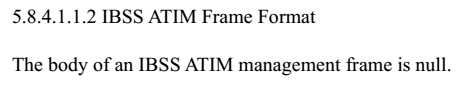 5.8.4.1.1.2 IBSS ATIM Frame Format
The body of an IBSS ATIM management frame is null.